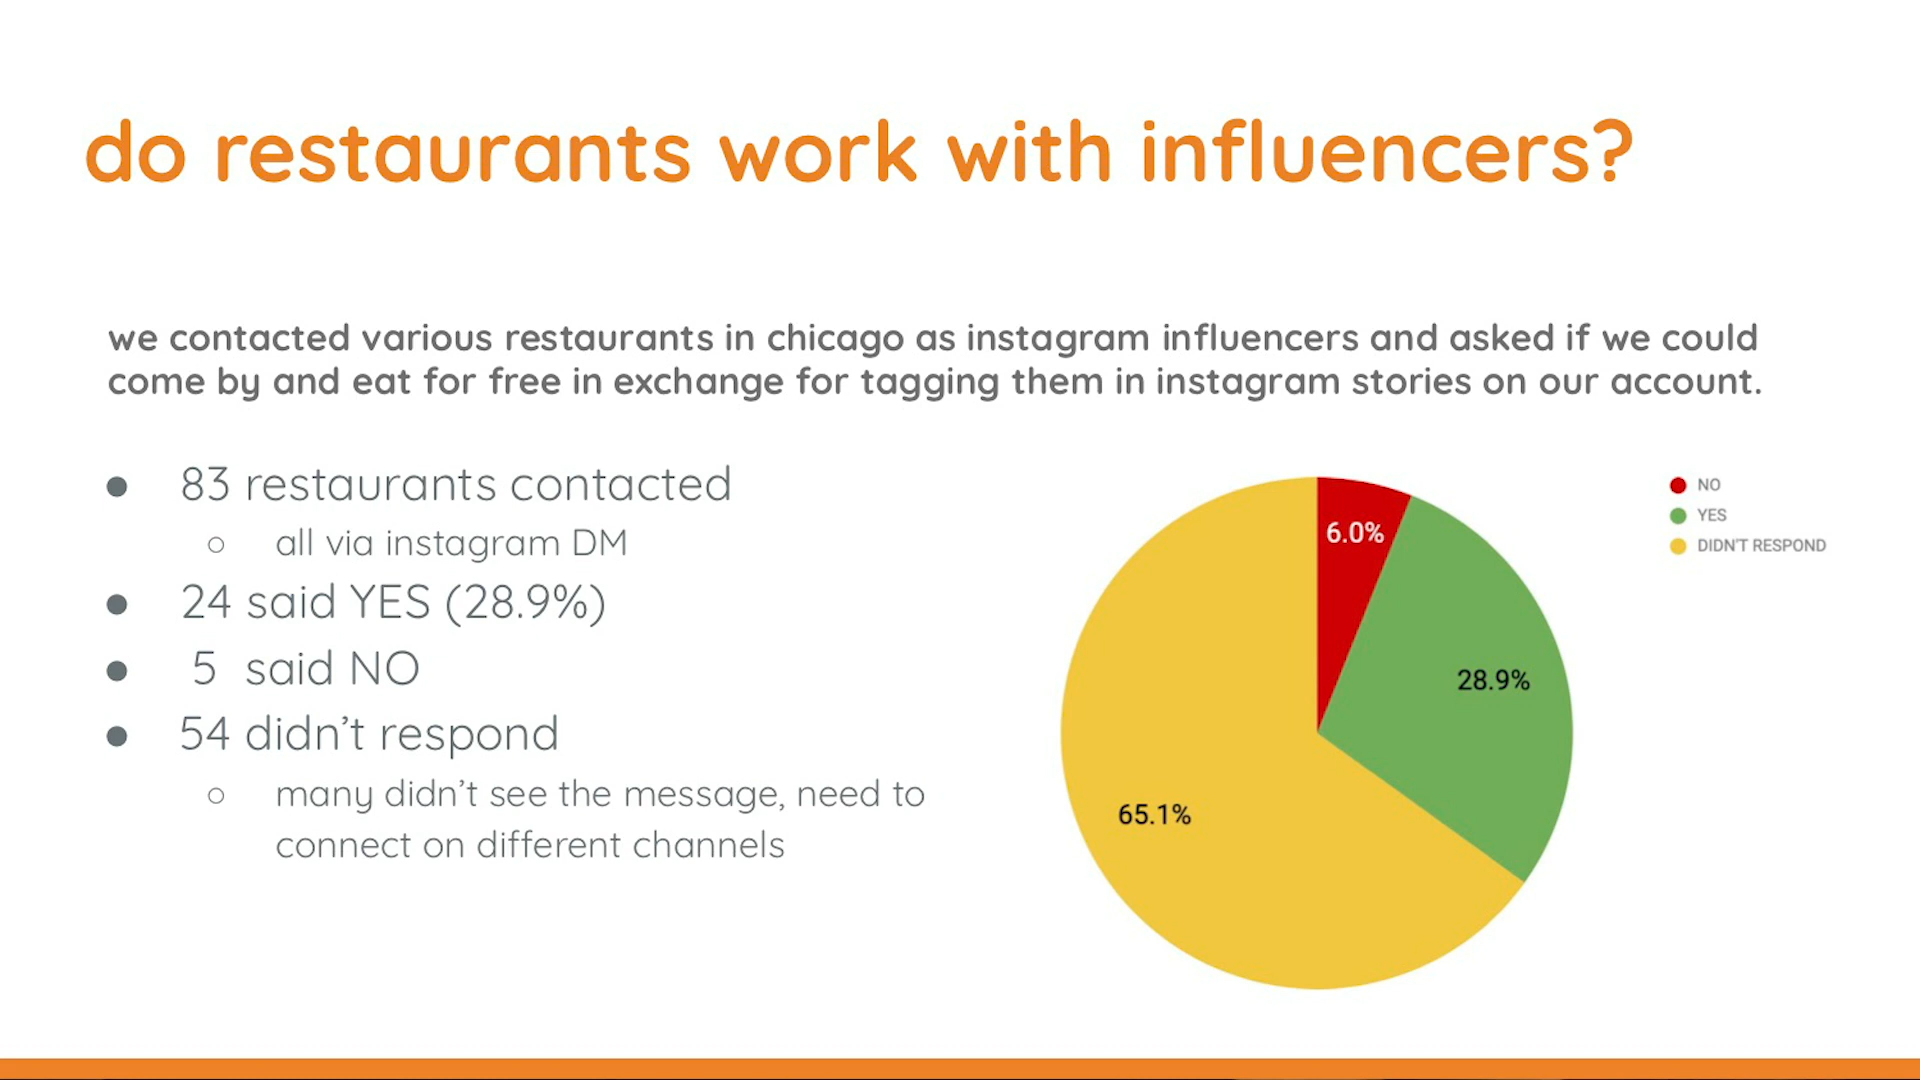 do restaurants work with influencers?
we contacted various restaurants in chicago as instagram influencers and asked if we could
come by and eat for free in exchange for tagging them in instagram stories on our account.
● 83 restaurants contacted
○ all via instagram DM
● 24 said YES (28.9%)
● 5 said NO
● 54 didn't respond
○ many didn't see the message, need to
connect on different channels
NO
YES
DIDN'T RESPOND
6.0%
28.9%
65.1%